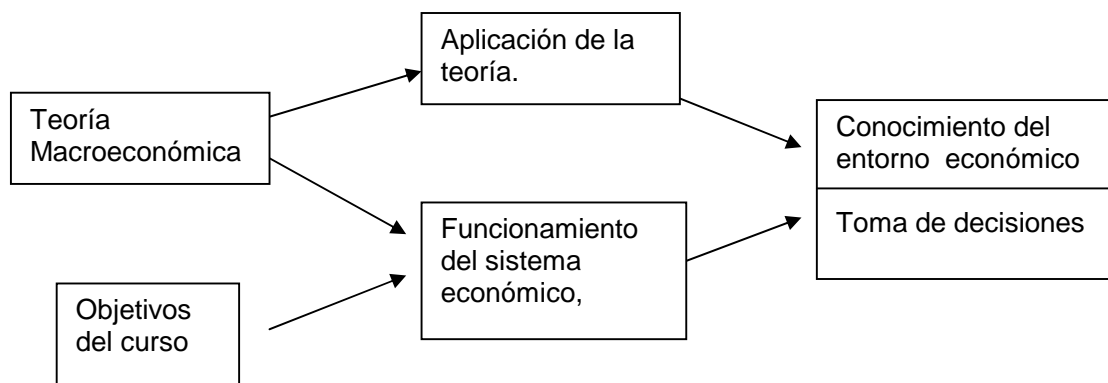 Teoría
Macroeconómica
Aplicación de la
teoría.
Conocimiento del
entorno económico
Toma de decisiones
Funcionamiento
del sistema
económico,
Objetivos
del curso